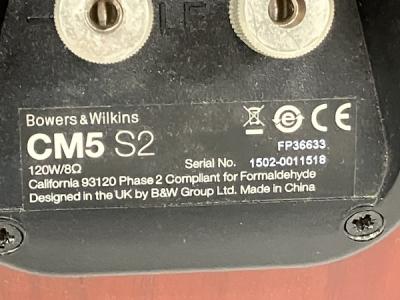 LF
Bowers & Wilkins
CM5 S2
FP36633
120W/8Ω
Serial No. 1502-0011518
California 93120 Phase 2 Compliant for Formaldehyde
Designed in the UK by B&W Group Ltd. Made in China